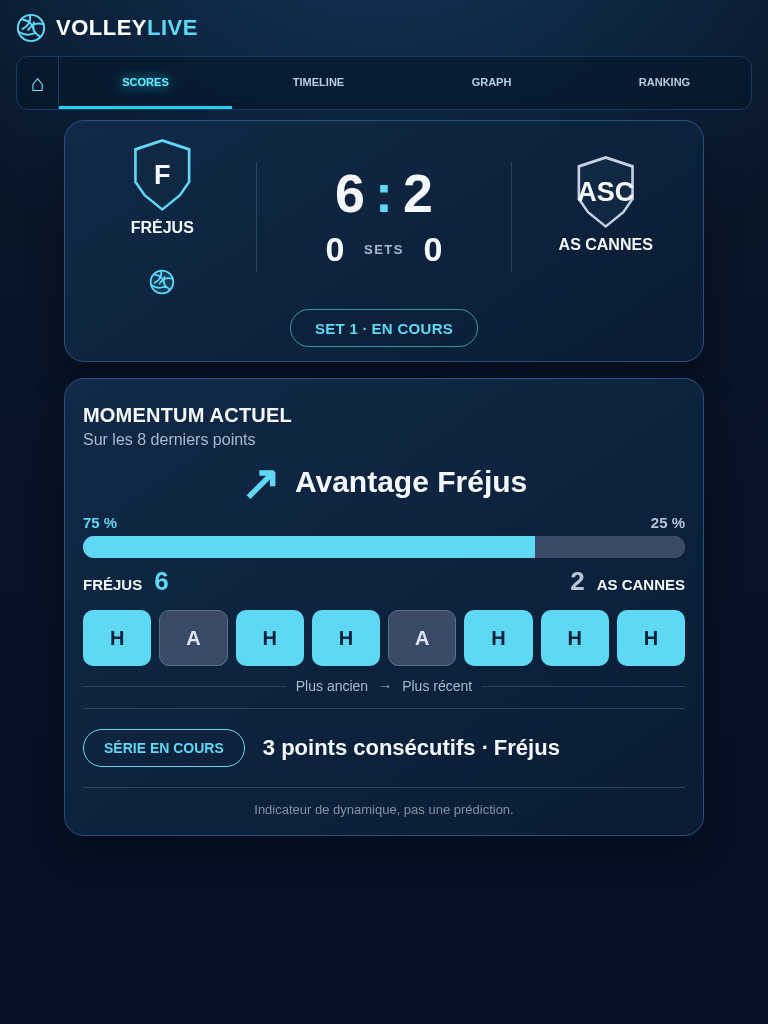 VOLLEYLIVE
⌂ SCORES TIMELINE GRAPH RANKING
F
FRÉJUS
6 : 2
0 SETS 0
ASC
AS CANNES
SET 1 · EN COURS
MOMENTUM ACTUEL
Sur les 8 derniers points
↗ Avantage Fréjus
75 % 25 %
FRÉJUS 6 2 AS CANNES
H A H H A H H H
Plus ancien → Plus récent
SÉRIE EN COURS 3 points consécutifs · Fréjus
Indicateur de dynamique, pas une prédiction.